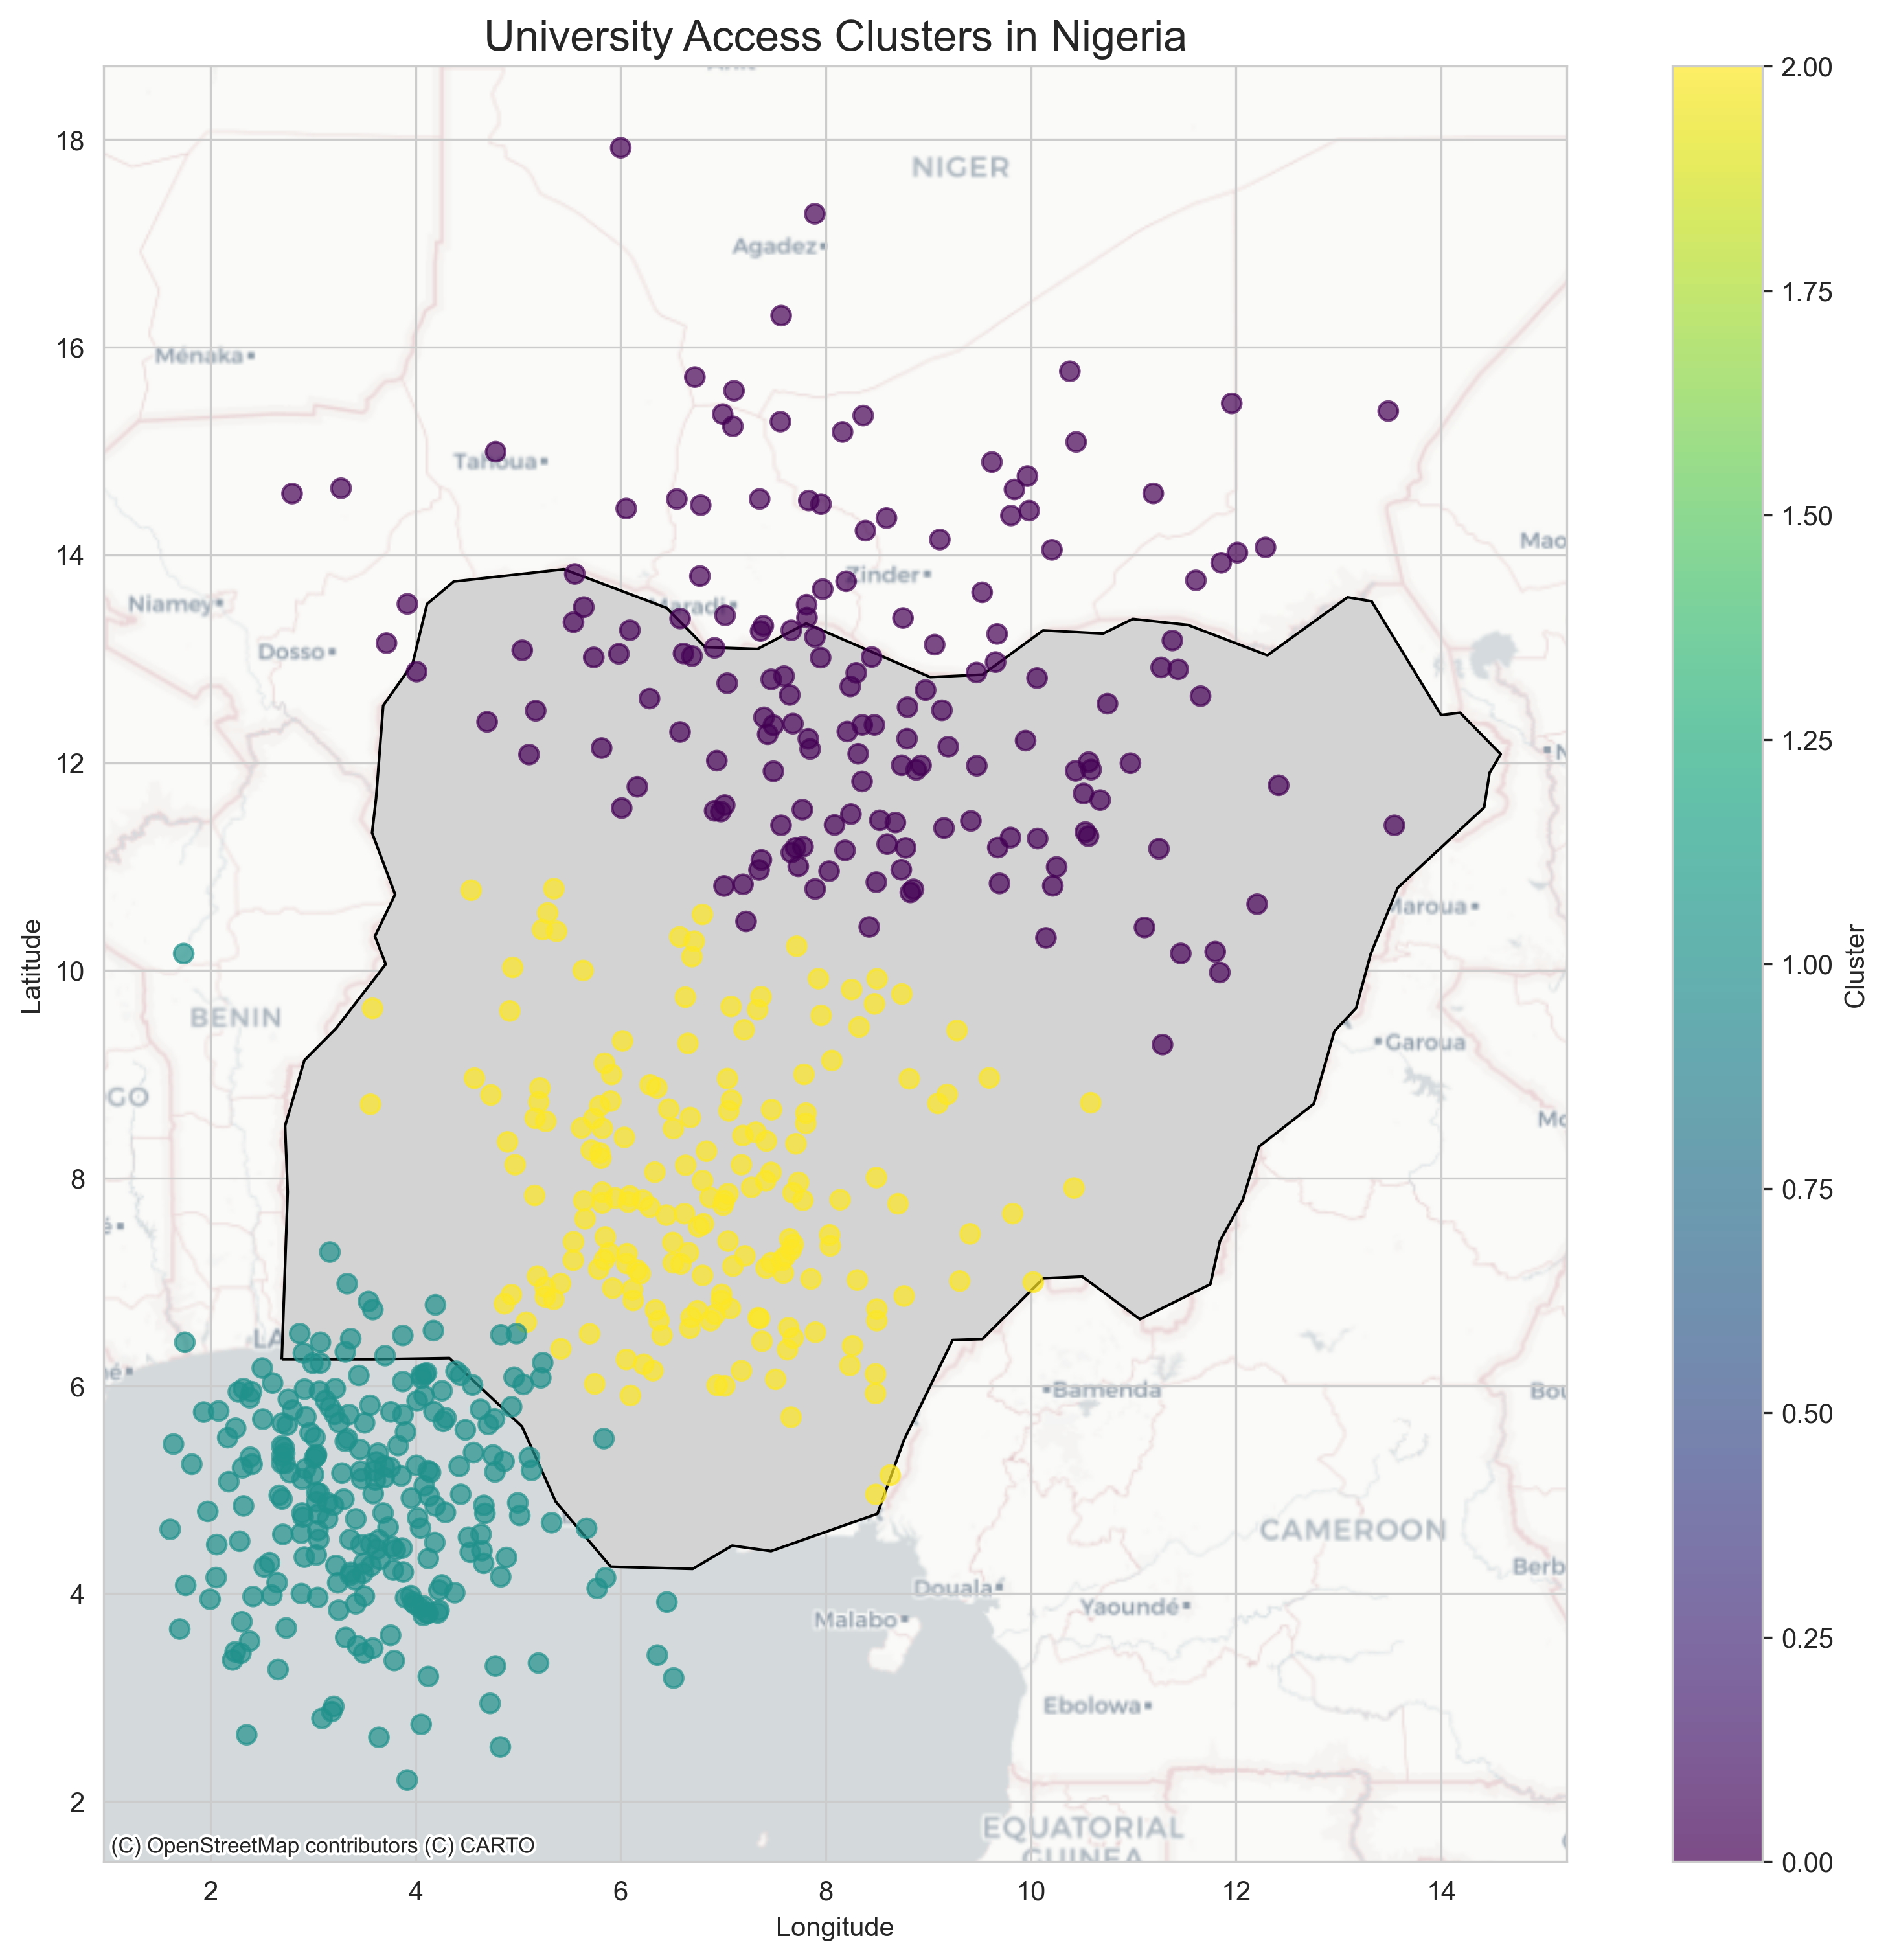 University Access Clusters in Nigeria
18
16
14
12
10
8
6
4
2
Latitude
2
4
6
8
10
12
14
Longitude
2.00
1.75
1.50
1.25
1.00
0.75
0.50
0.25
0.00
Cluster
NIGER
Agadez
Ménaka
Tahoua
Mao
Zinder
Niamey
Maradi
Dosso
N
Maroua
BENIN
Garoua
GO
Mo
LA
Bamenda
Bou
CAMEROON
Berb
Douala
Yaoundé
Malabo
Ebolowa
EQUATORIAL
GUINEA
(C) OpenStreetMap contributors (C) CARTO